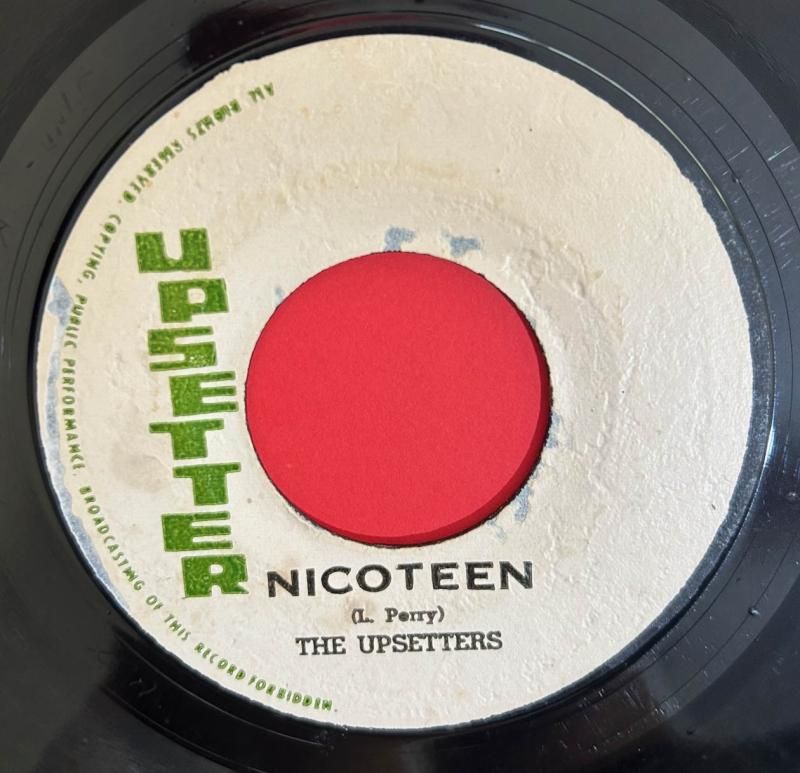 ALL RIGHTS RESERVED. COPYING, PUBLIC PERFORMANCE, BROADCASTING OF THIS RECORD FORBIDDEN.
UPSETTER
NICOTEEN
(L. Perry)
THE UPSETTERS